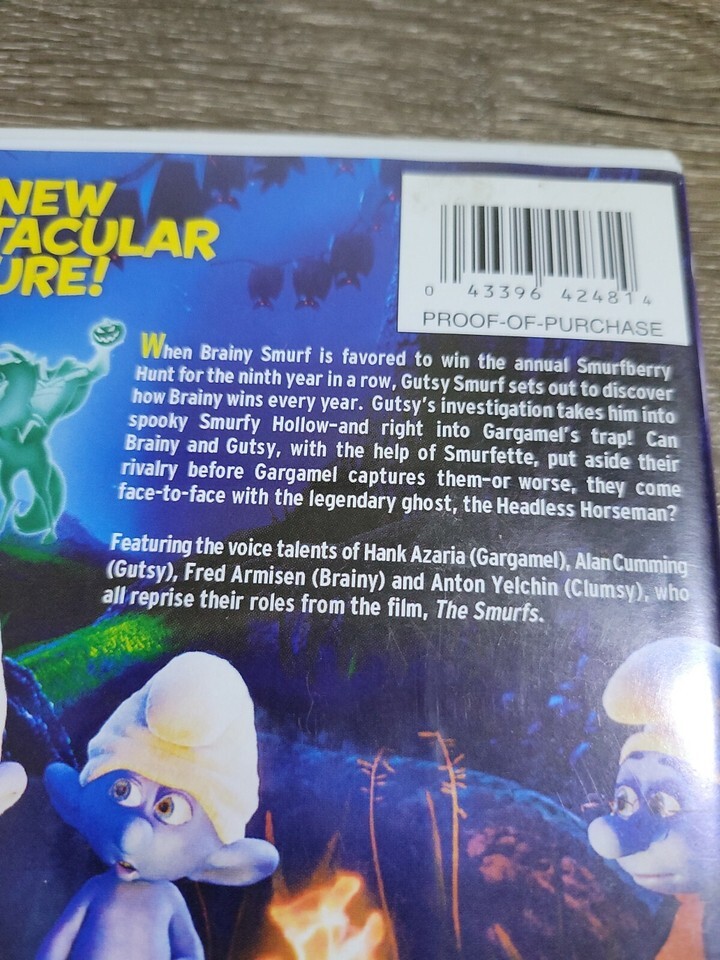 NEW
TACULAR
URE!
0 43396 42481 4
PROOF-OF-PURCHASE
When Brainy Smurf is favored to win the annual Smurfberry
Hunt for the ninth year in a row, Gutsy Smurf sets out to discover
how Brainy wins every year. Gutsy's investigation takes him into
spooky Smurfy Hollow-and right into Gargamel's trap! Can
Brainy and Gutsy, with the help of Smurfette, put aside their
rivalry before Gargamel captures them-or worse, they come
face-to-face with the legendary ghost, the Headless Horseman?
Featuring the voice talents of Hank Azaria (Gargamel), Alan Cumming
(Gutsy), Fred Armisen (Brainy) and Anton Yelchin (Clumsy), who
all reprise their roles from the film, The Smurfs.